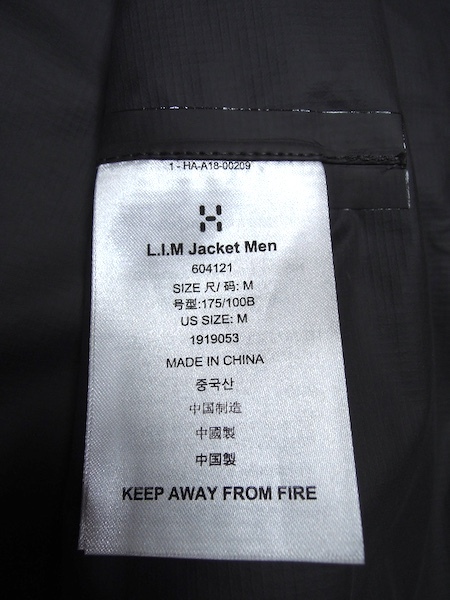 1 - HA-A18-00209
L.I.M Jacket Men
604121
SIZE 尺/ 码: M
号型:175/100B
US SIZE: M
1919053
MADE IN CHINA
중국산
中国制造
中國製
中国製
KEEP AWAY FROM FIRE